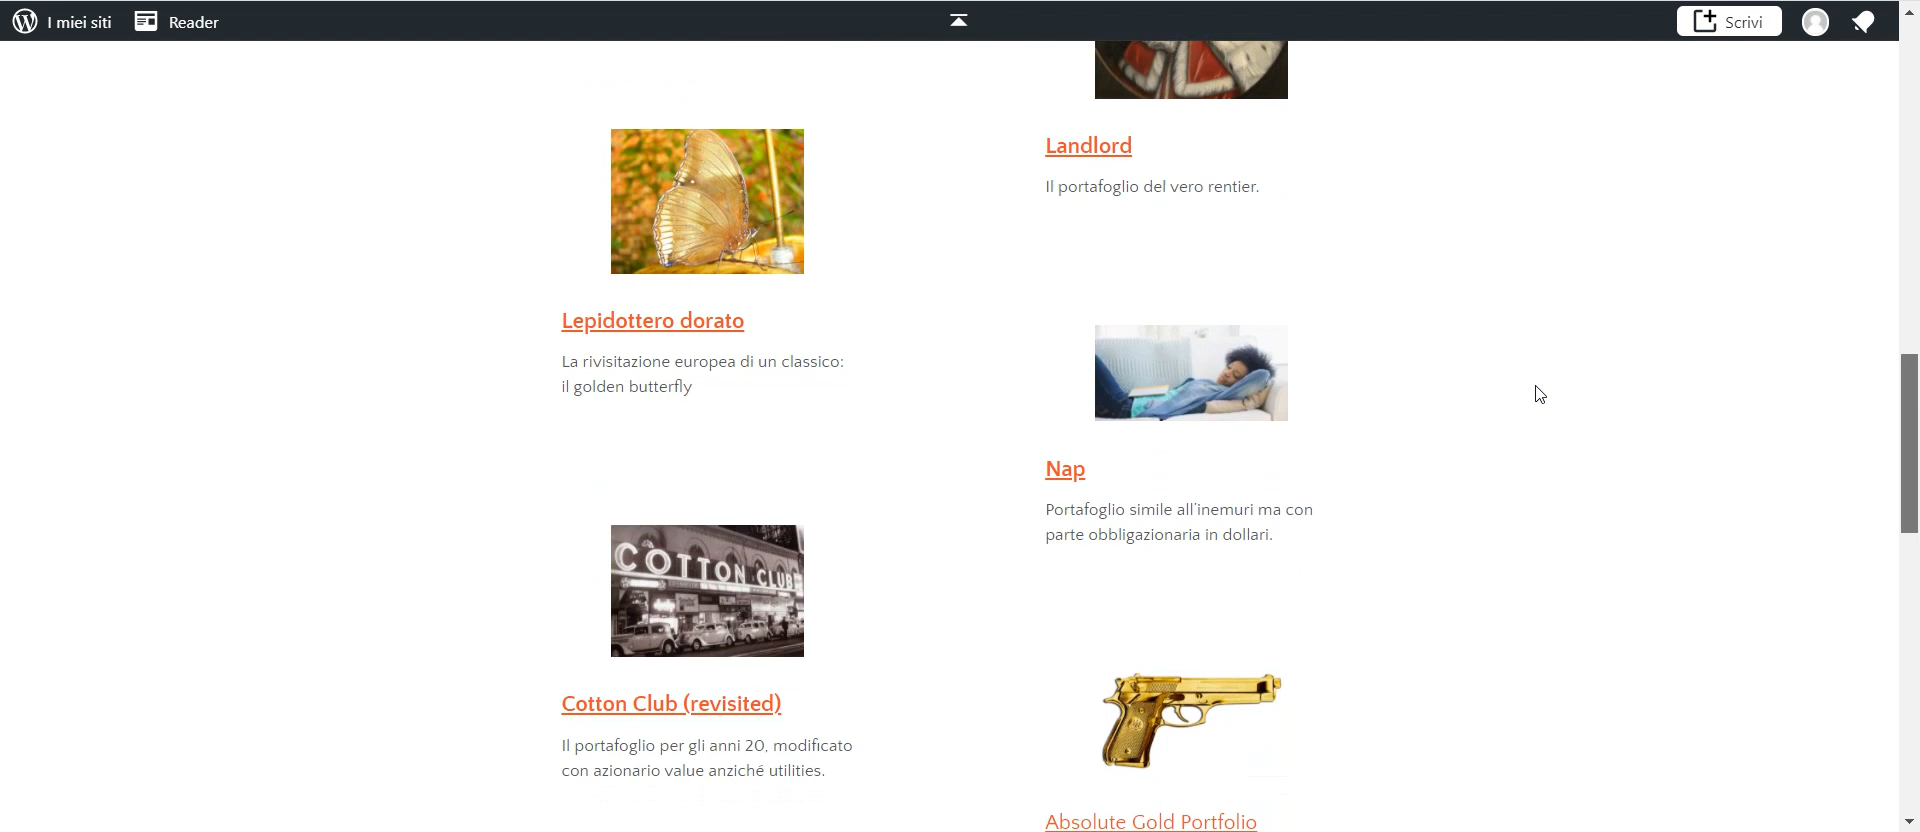 I miei siti
Reader
Scrivi
Lepidottero dorato
La rivisitazione europea di un classico:
il golden butterfly
COTTON CLUB
Cotton Club (revisited)
Il portafoglio per gli anni 20, modificato
con azionario value anziché utilities.
Landlord
Il portafoglio del vero rentier.
Nap
Portafoglio simile all'inemuri ma con
parte obbligazionaria in dollari.
Absolute Gold Portfolio